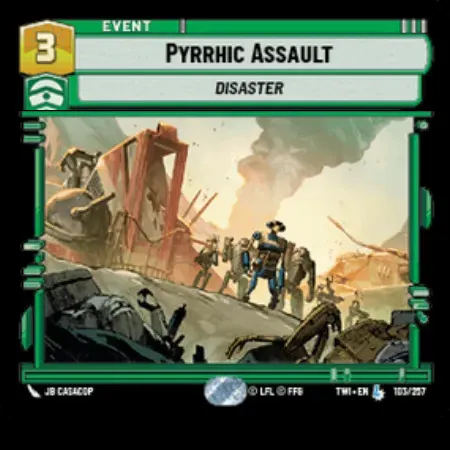 EVENT
3
PYRRHIC ASSAULT
DISASTER
JB CASACOP
© LFL © FFG
TWI • EN
103/257